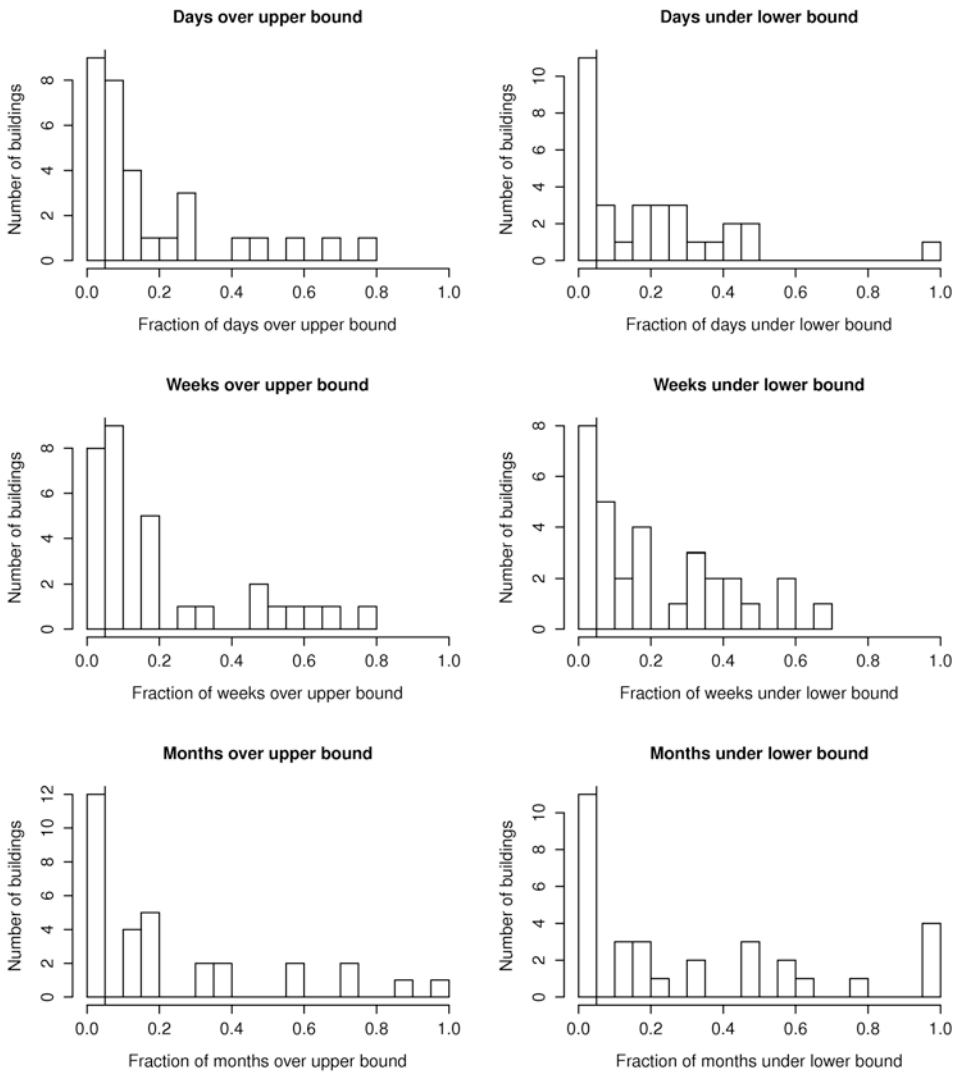 Days over upper bound
Number of buildings
0 2 4 6 8
0.0 0.2 0.4 0.6 0.8 1.0
Fraction of days over upper bound
Days under lower bound
Number of buildings
0 2 4 6 8 10
0.0 0.2 0.4 0.6 0.8 1.0
Fraction of days under lower bound
Weeks over upper bound
Number of buildings
0 2 4 6 8
0.0 0.2 0.4 0.6 0.8 1.0
Fraction of weeks over upper bound
Weeks under lower bound
Number of buildings
0 2 4 6 8
0.0 0.2 0.4 0.6 0.8 1.0
Fraction of weeks under lower bound
Months over upper bound
Number of buildings
0 2 4 6 8 10 12
0.0 0.2 0.4 0.6 0.8 1.0
Fraction of months over upper bound
Months under lower bound
Number of buildings
0 2 4 6 8 10
0.0 0.2 0.4 0.6 0.8 1.0
Fraction of months under lower bound